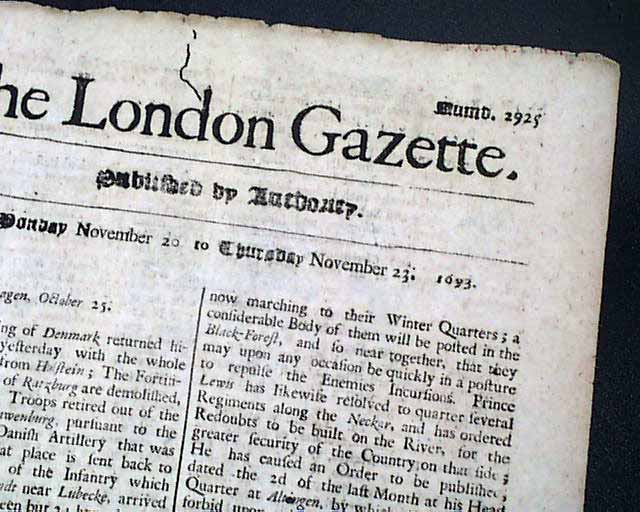 Numb. 2925
he London Gazette.
Published by Authority.
Monday November 20 to Thursday November 23, 1693.
agen, October 25.
ng of Denmark returned hi-
yesterday with the whole
from Holstein; The Fortifi-
of Ratzburg are demolished,
Troops retired out of the
wenburg, pursuant to the
Danish Artillery that was
at place is sent back to
of the Infantry which
near Lubecke, arrived
now marching to their Winter Quarters; a
considerable Body of them will be posted in the
Black-Forest, and so near together, that they
may upon any occasion be quickly in a posture
to repulse the Enemies Incursions. Prince
Lewis has likewise resolved to quarter several
Regiments along the Neckar, and has ordered
Redoubts to be built on the River, for the
greater security of the Country on that side;
He has caused an Order to be published,
dated the 2d of the last Month at his Head
Quarter at , by which
forbid upon